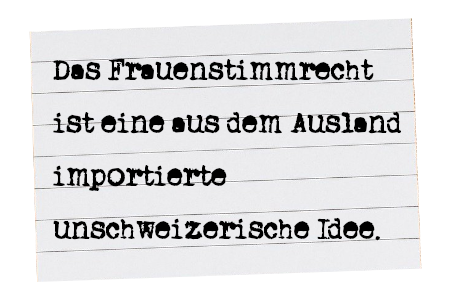 Das Frauenstimmrecht
ist eine aus dem Ausland
importierte
unschweizerische Idee.